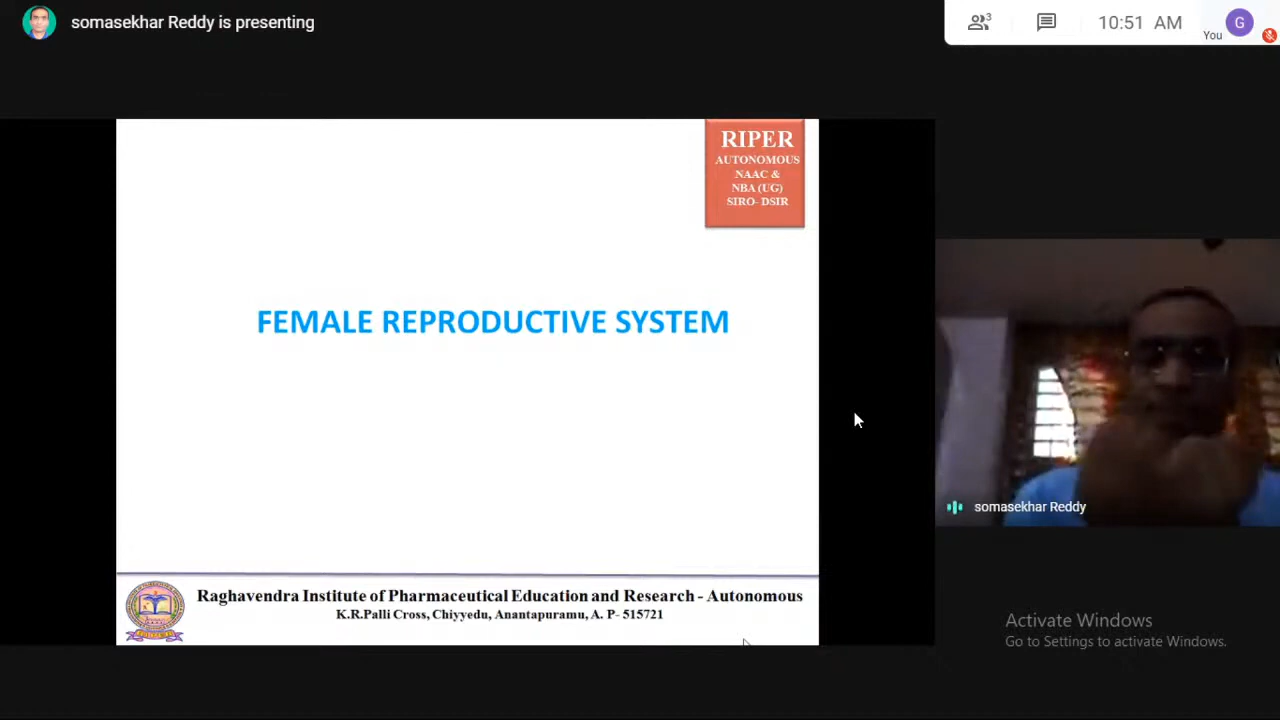 somasekhar Reddy is presenting
3
10:51 AM
You
G
RIPER
AUTONOMOUS
NAAC &
NBA (UG)
SIRO- DSIR
FEMALE REPRODUCTIVE SYSTEM
somasekhar Reddy
Raghavendra Institute of Pharmaceutical Education and Research - Autonomous
K.R.Palli Cross, Chiyyedu, Anantapuramu, A. P- 515721
Activate Windows
Go to Settings to activate Windows.